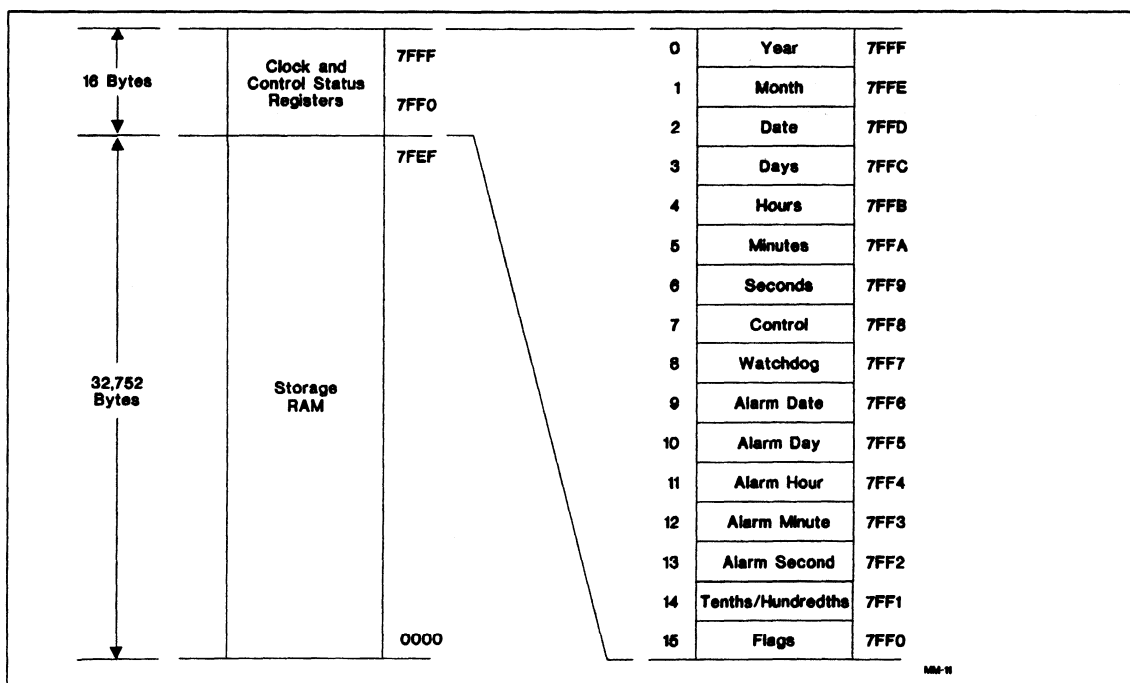 16 Bytes
Clock and
Control Status
Registers
7FFF
7FF0
7FEF
32,752
Bytes
Storage
RAM
0000
0 Year 7FFF
1 Month 7FFE
2 Date 7FFD
3 Days 7FFC
4 Hours 7FFB
5 Minutes 7FFA
6 Seconds 7FF9
7 Control 7FF8
8 Watchdog 7FF7
9 Alarm Date 7FF6
10 Alarm Day 7FF5
11 Alarm Hour 7FF4
12 Alarm Minute 7FF3
13 Alarm Second 7FF2
14 Tenths/Hundredths 7FF1
15 Flags 7FF0
MM-11